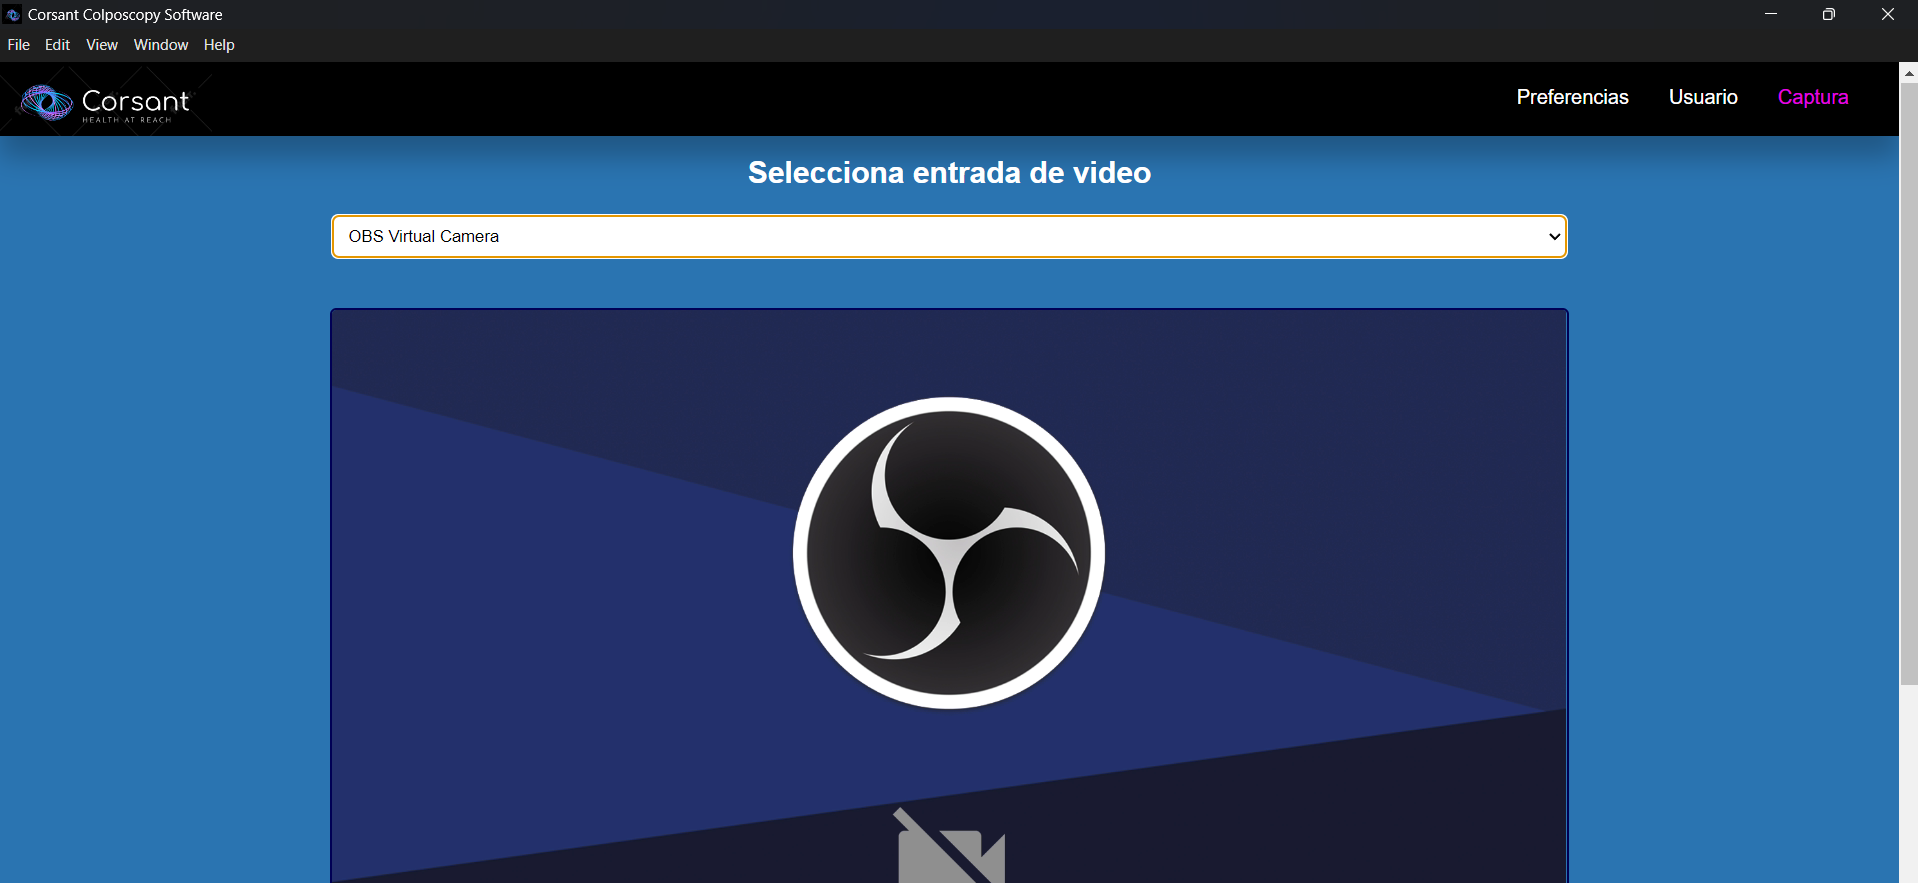 Corsant Colposcopy Software
File Edit View Window Help
Corsant
HEALTH AT REACH
Preferencias Usuario Captura
Selecciona entrada de video
OBS Virtual Camera